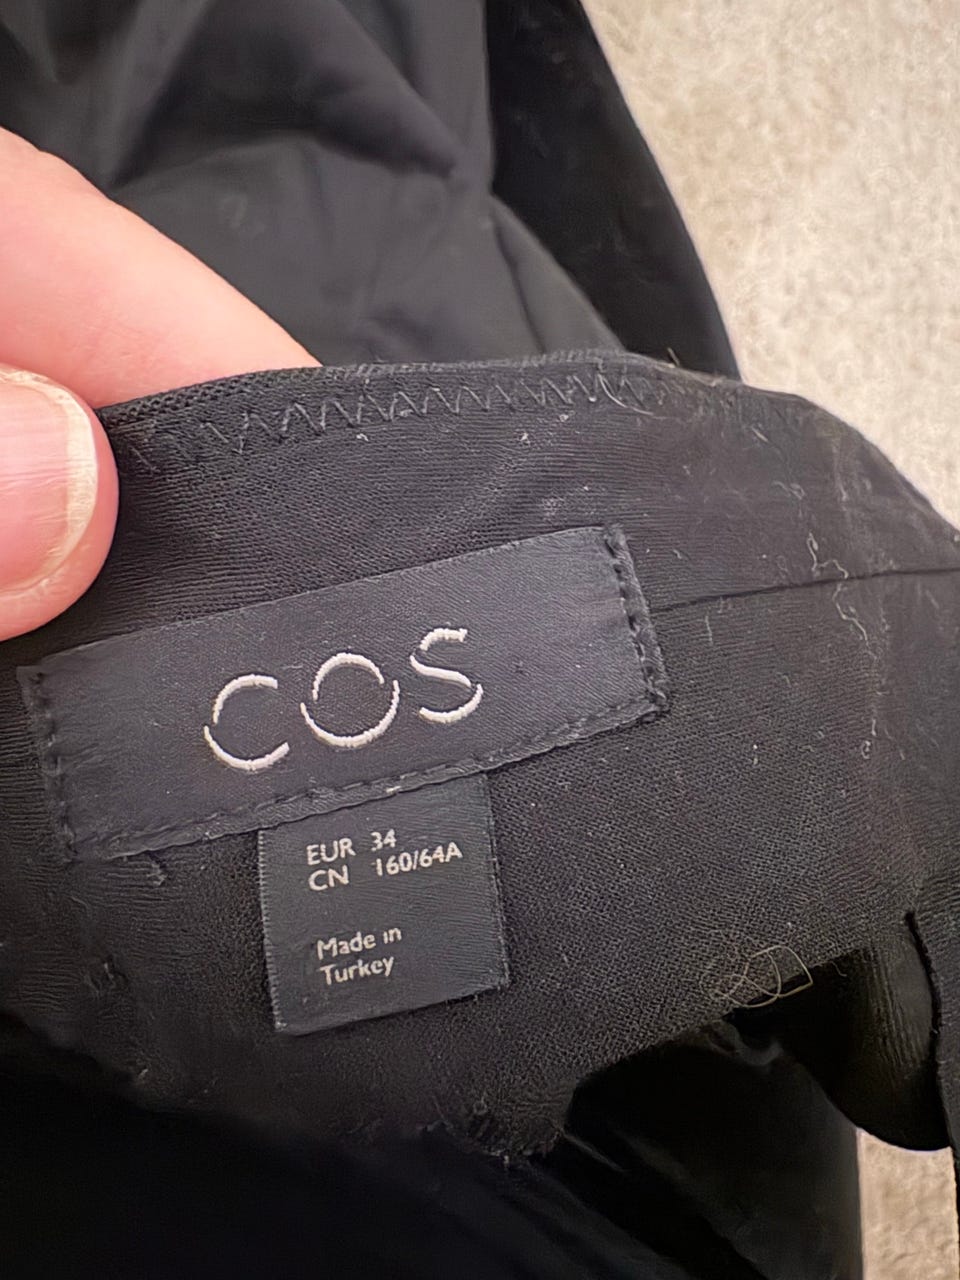 COS
EUR 34
CN 160/64A
Made in
Turkey